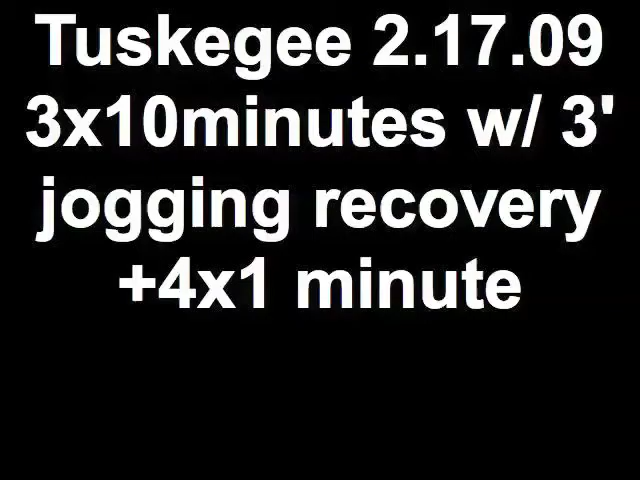 Tuskegee 2.17.09
3x10minutes w/ 3'
jogging recovery
+4x1 minute